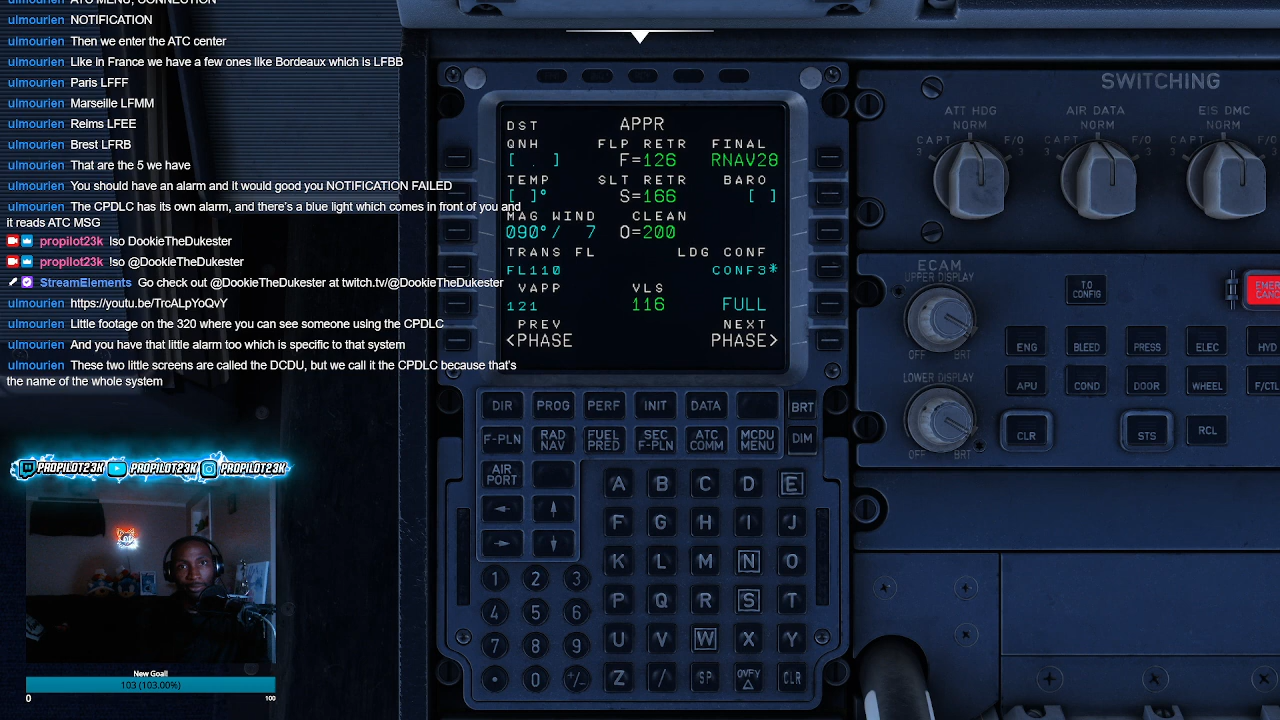 ulmourien ATC MENU, CONNECTION
ulmourien NOTIFICATION
ulmourien Then we enter the ATC center
ulmourien Like in France we have a few ones like Bordeaux which is LFBB
ulmourien Paris LFFF
ulmourien Marseille LFMM
ulmourien Reims LFEE
ulmourien Brest LFRB
ulmourien That are the 5 we have
ulmourien You should have an alarm and it would good you NOTIFICATION FAILED
ulmourien The CPDLC has its own alarm, and there's a blue light which comes in front of you and
it reads ATC MSG
propilot23k !so DookieTheDukester
propilot23k !so @DookieTheDukester
StreamElements Go check out @DookieTheDukester at twitch.tv/@DookieTheDukester
ulmourien https://youtu.be/TrcALpYoQvY
ulmourien Little footage on the 320 where you can see someone using the CPDLC
ulmourien And you have that little alarm too which is specific to that system
ulmourien These two little screens are called the DCDU, but we call it the CPDLC because that's
the name of the whole system
PROPILOT23K PROPILOT23K PROPILOT23K
New Goal!
103 (103.00%)
0 100
DST APPR
QNH FLP RETR FINAL
[ . ] F=126 RNAV28
TEMP SLT RETR BARO
[ ]° S=166 [ ]
MAG WIND CLEAN
090°/ 7 O=200
TRANS FL LDG CONF
FL110 CONF3*
VAPP VLS
121 116 FULL
PREV NEXT
<PHASE PHASE>
DIR PROG PERF INIT DATA BRT
F-PLN RAD NAV FUEL PRED SEC F-PLN ATC COMM MCDU MENU DIM
AIR PORT
← ↑
→ ↓
A B C D E
F G H I J
K L M N O
P Q R S T
U V W X Y
Z / SP OVFY △ CLR
1 2 3
4 5 6
7 8 9
. 0 +/-
SWITCHING
ATT HDG AIR DATA EIS DMC
NORM NORM NORM
CAPT F/O CAPT F/O CAPT F/O
3 3 3 3 3 3
ECAM
UPPER DISPLAY
OFF BRT
LOWER DISPLAY
OFF BRT
T.O CONFIG
EMER
CANC
ENG BLEED PRESS ELEC HYD
APU COND DOOR WHEEL F/CTL
CLR STS RCL